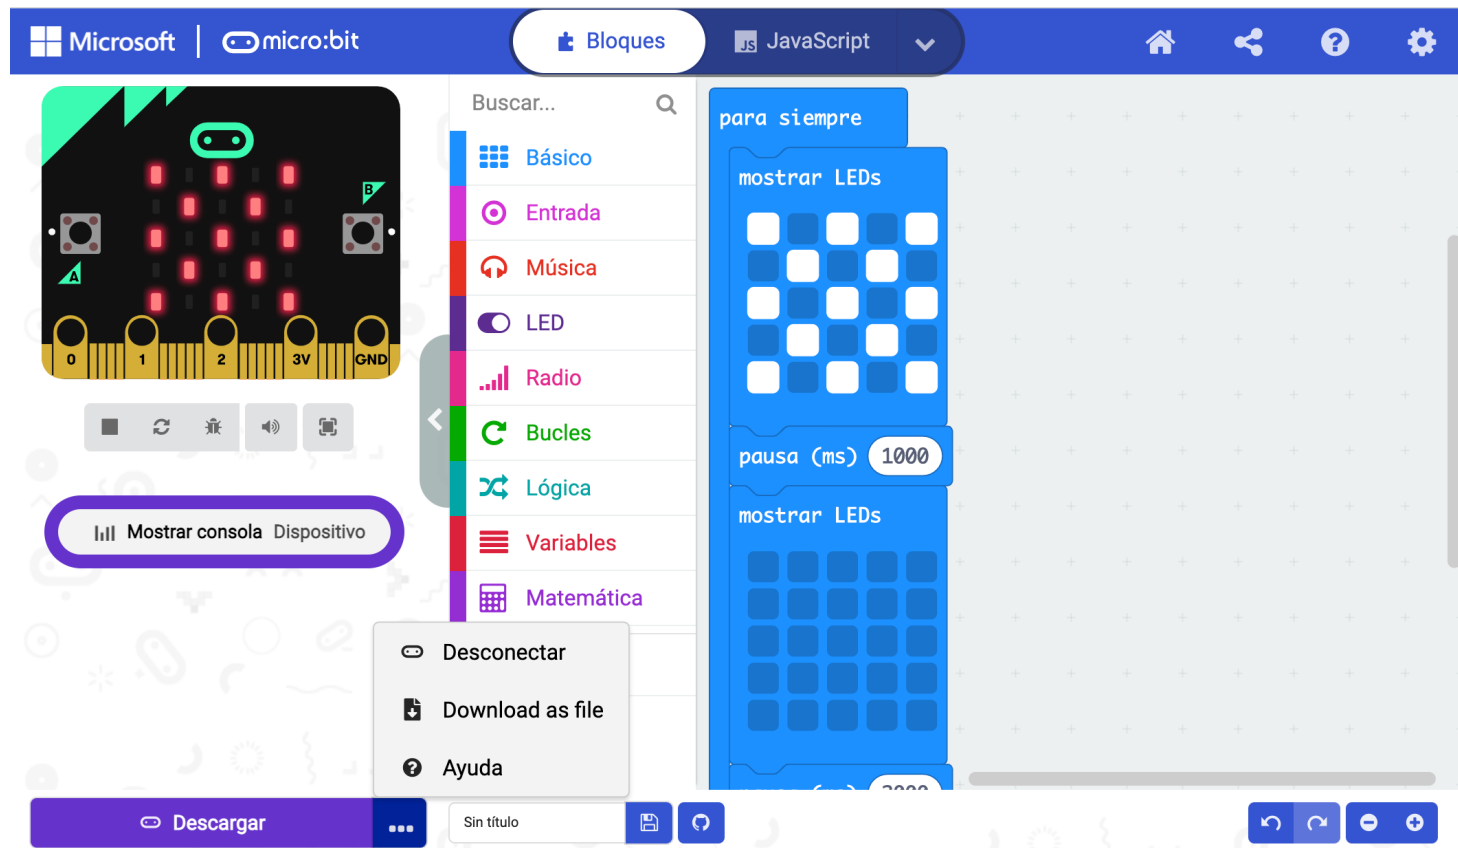 Microsoft | micro:bit
Bloques
JS JavaScript
B
A
0 1 2 3V GND
Mostrar consola Dispositivo
Buscar...
Básico
Entrada
Música
LED
Radio
Bucles
Lógica
Variables
Matemática
para siempre
mostrar LEDs
pausa (ms) 1000
mostrar LEDs
Desconectar
Download as file
Ayuda
Descargar
Sin título